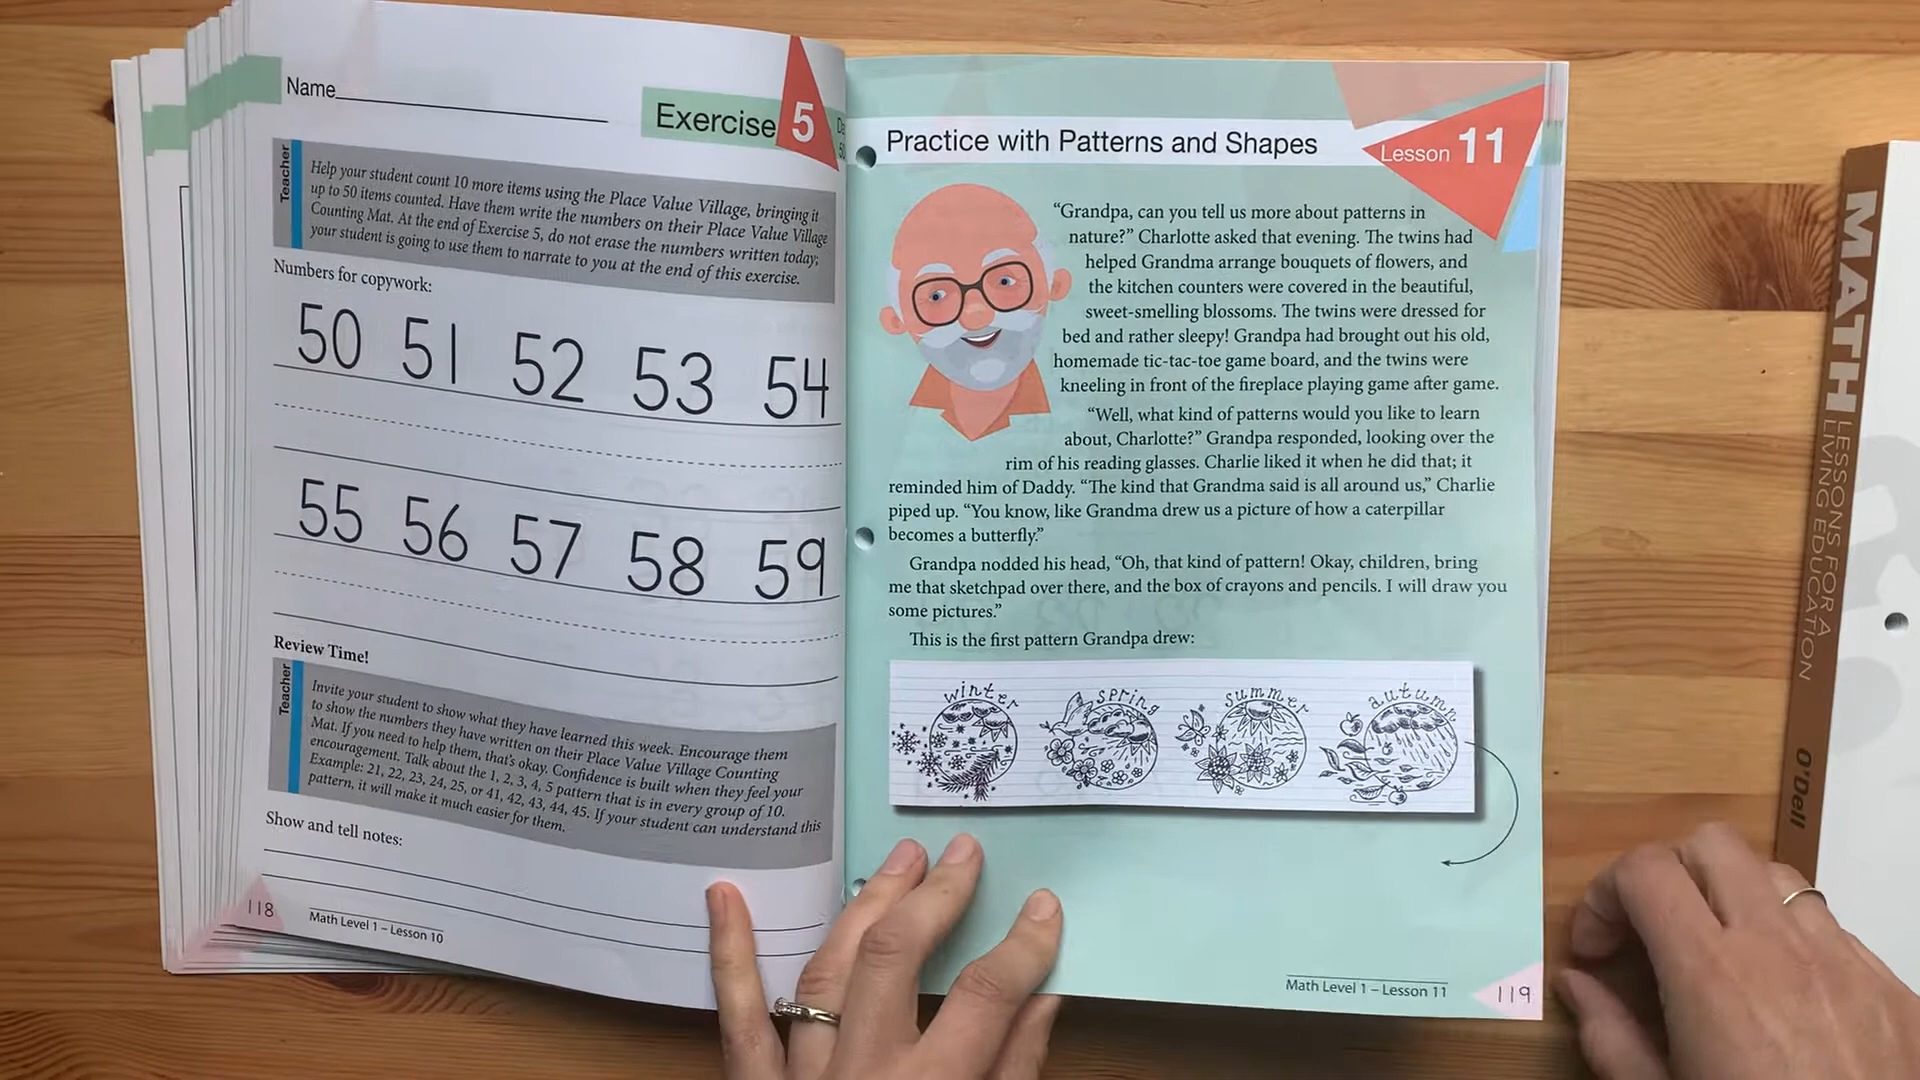 Name
Exercise 5
Teacher
Help your student count 10 more items using the Place Value Village, bringing it
up to 50 items counted. Have them write the numbers on their Place Value Village
Counting Mat. At the end of Exercise 5, do not erase the numbers written today;
your student is going to use them to narrate to you at the end of this exercise.
Numbers for copywork:
50 51 52 53 54
55 56 57 58 59
Review Time!
Teacher
Invite your student to show what they have learned this week. Encourage them
to show the numbers they have written on their Place Value Village Counting
Mat. If you need to help them, that's okay. Confidence is built when they feel your
encouragement. Talk about the 1, 2, 3, 4, 5 pattern that is in every group of 10.
Example: 21, 22, 23, 24, 25, or 41, 42, 43, 44, 45. If your student can understand this
pattern, it will make it much easier for them.
Show and tell notes:
118
Math Level 1 – Lesson 10
Practice with Patterns and Shapes
Lesson 11
“Grandpa, can you tell us more about patterns in
nature?” Charlotte asked that evening. The twins had
helped Grandma arrange bouquets of flowers, and
the kitchen counters were covered in the beautiful,
sweet-smelling blossoms. The twins were dressed for
bed and rather sleepy! Grandpa had brought out his old,
homemade tic-tac-toe game board, and the twins were
kneeling in front of the fireplace playing game after game.
“Well, what kind of patterns would you like to learn
about, Charlotte?” Grandpa responded, looking over the
rim of his reading glasses. Charlie liked it when he did that; it
reminded him of Daddy. “The kind that Grandma said is all around us,” Charlie
piped up. “You know, like Grandma drew us a picture of how a caterpillar
becomes a butterfly.”
Grandpa nodded his head, “Oh, that kind of pattern! Okay, children, bring
me that sketchpad over there, and the box of crayons and pencils. I will draw you
some pictures.”
This is the first pattern Grandpa drew:
winter spring summer autumn
Math Level 1 – Lesson 11
119
MATH LESSONS FOR A
LIVING EDUCATION
O'Dell